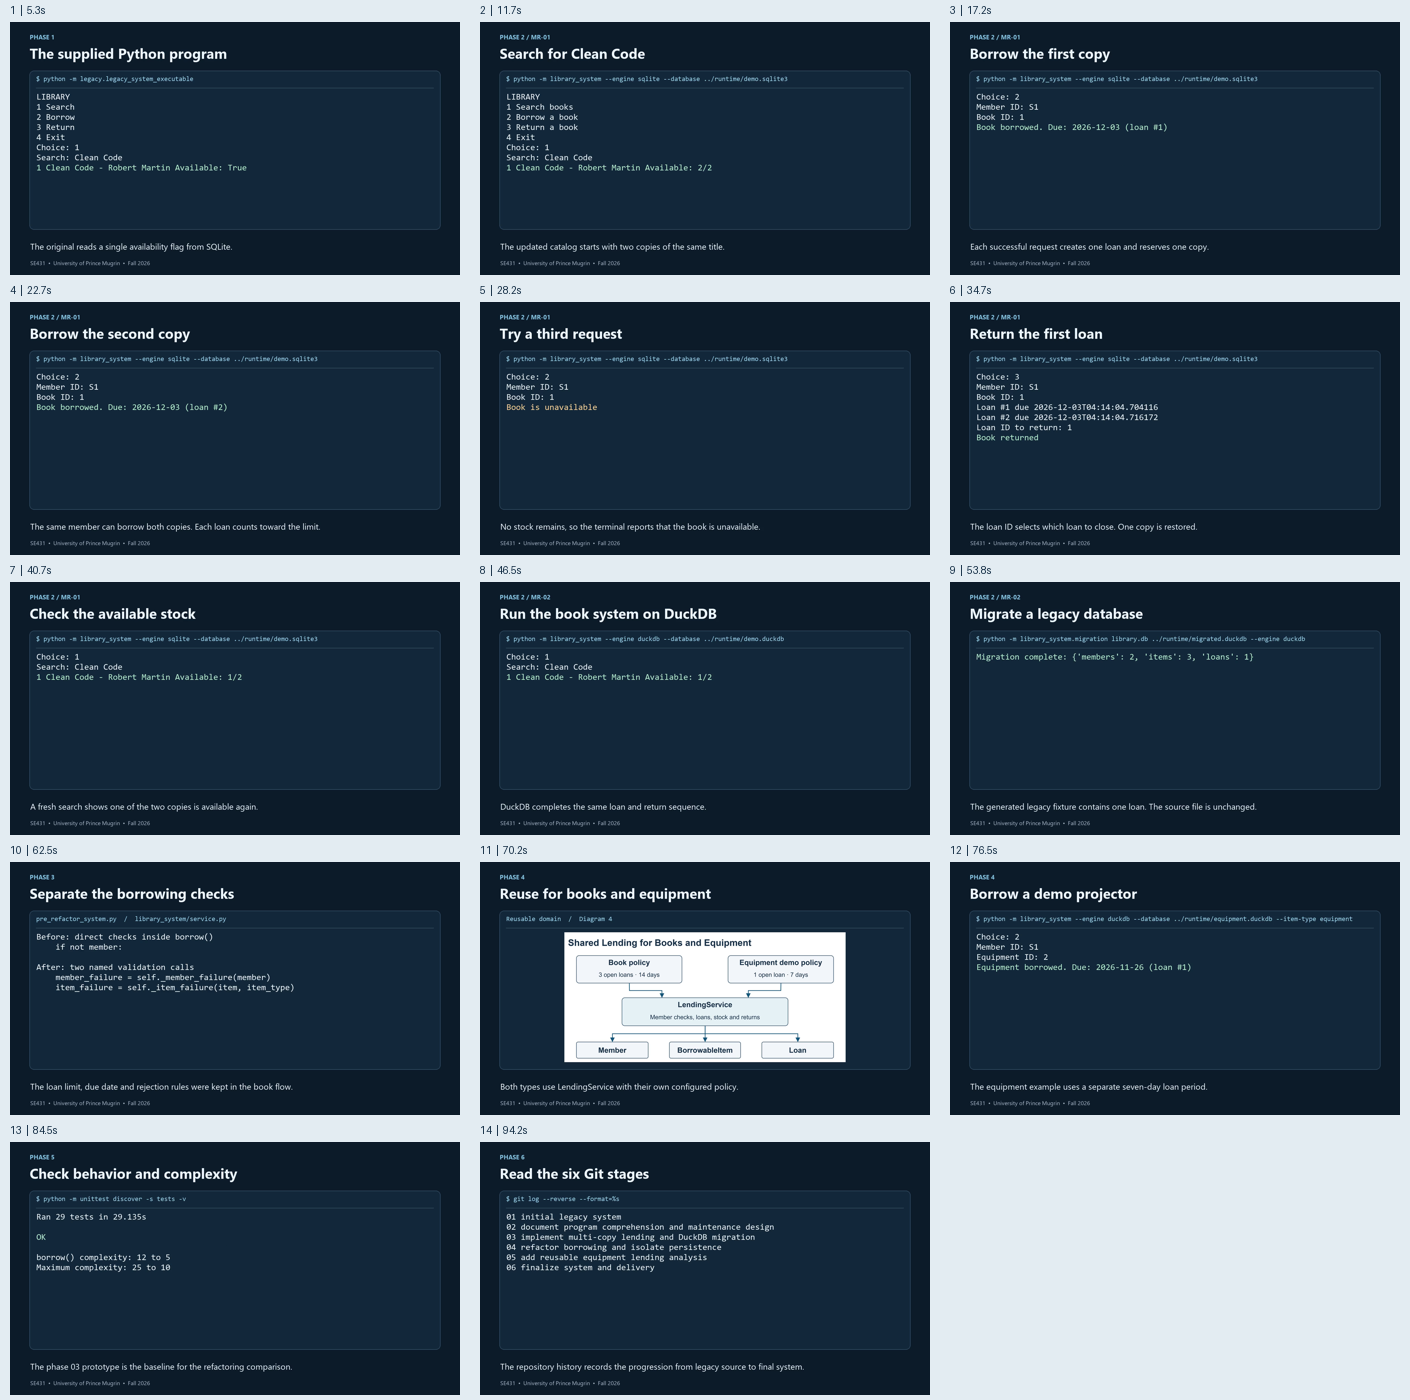 1 | 5.3s
PHASE 1
The supplied Python program
$ python -m legacy.legacy_system_executable
LIBRARY
1 Search
2 Borrow
3 Return
4 Exit
Choice: 1
Search: Clean Code
1 Clean Code - Robert Martin Available: True
The original reads a single availability flag from SQLite.
SE431 • University of Prince Mugrin • Fall 2026
2 | 11.7s
PHASE 2 / MR-01
Search for Clean Code
$ python -m library_system --engine sqlite --database ../runtime/demo.sqlite3
LIBRARY
1 Search books
2 Borrow a book
3 Return a book
4 Exit
Choice: 1
Search: Clean Code
1 Clean Code - Robert Martin Available: 2/2
The updated catalog starts with two copies of the same title.
SE431 • University of Prince Mugrin • Fall 2026
3 | 17.2s
PHASE 2 / MR-01
Borrow the first copy
$ python -m library_system --engine sqlite --database ../runtime/demo.sqlite3
Choice: 2
Member ID: S1
Book ID: 1
Book borrowed. Due: 2026-12-03 (loan #1)
Each successful request creates one loan and reserves one copy.
SE431 • University of Prince Mugrin • Fall 2026
4 | 22.7s
PHASE 2 / MR-01
Borrow the second copy
$ python -m library_system --engine sqlite --database ../runtime/demo.sqlite3
Choice: 2
Member ID: S1
Book ID: 1
Book borrowed. Due: 2026-12-03 (loan #2)
The same member can borrow both copies. Each loan counts toward the limit.
SE431 • University of Prince Mugrin • Fall 2026
5 | 28.2s
PHASE 2 / MR-01
Try a third request
$ python -m library_system --engine sqlite --database ../runtime/demo.sqlite3
Choice: 2
Member ID: S1
Book ID: 1
Book is unavailable
No stock remains, so the terminal reports that the book is unavailable.
SE431 • University of Prince Mugrin • Fall 2026
6 | 34.7s
PHASE 2 / MR-01
Return the first loan
$ python -m library_system --engine sqlite --database ../runtime/demo.sqlite3
Choice: 3
Member ID: S1
Book ID: 1
Loan #1 due 2026-12-03T04:14:04.704116
Loan #2 due 2026-12-03T04:14:04.716172
Loan ID to return: 1
Book returned
The loan ID selects which loan to close. One copy is restored.
SE431 • University of Prince Mugrin • Fall 2026
7 | 40.7s
PHASE 2 / MR-01
Check the available stock
$ python -m library_system --engine sqlite --database ../runtime/demo.sqlite3
Choice: 1
Search: Clean Code
1 Clean Code - Robert Martin Available: 1/2
A fresh search shows one of the two copies is available again.
SE431 • University of Prince Mugrin • Fall 2026
8 | 46.5s
PHASE 2 / MR-02
Run the book system on DuckDB
$ python -m library_system --engine duckdb --database ../runtime/demo.duckdb
Choice: 1
Search: Clean Code
1 Clean Code - Robert Martin Available: 1/2
DuckDB completes the same loan and return sequence.
SE431 • University of Prince Mugrin • Fall 2026
9 | 53.8s
PHASE 2 / MR-02
Migrate a legacy database
$ python -m library_system.migration library.db ../runtime/migrated.duckdb --engine duckdb
Migration complete: {'members': 2, 'items': 3, 'loans': 1}
The generated legacy fixture contains one loan. The source file is unchanged.
SE431 • University of Prince Mugrin • Fall 2026
10 | 62.5s
PHASE 3
Separate the borrowing checks
pre_refactor_system.py / library_system/service.py
Before: direct checks inside borrow()
if not member:
After: two named validation calls
member_failure = self._member_failure(member)
item_failure = self._item_failure(item, item_type)
The loan limit, due date and rejection rules were kept in the book flow.
SE431 • University of Prince Mugrin • Fall 2026
11 | 70.2s
PHASE 4
Reuse for books and equipment
Reusable domain / Diagram 4
Shared Lending for Books and Equipment
Book policy
3 open loans · 14 days
Equipment demo policy
1 open loan · 7 days
LendingService
Member checks, loans, stock and returns
Member
BorrowableItem
Loan
Both types use LendingService with their own configured policy.
SE431 • University of Prince Mugrin • Fall 2026
12 | 76.5s
PHASE 4
Borrow a demo projector
$ python -m library_system --engine duckdb --database ../runtime/equipment.duckdb --item-type equipment
Choice: 2
Member ID: S1
Equipment ID: 2
Equipment borrowed. Due: 2026-11-26 (loan #1)
The equipment example uses a separate seven-day loan period.
SE431 • University of Prince Mugrin • Fall 2026
13 | 84.5s
PHASE 5
Check behavior and complexity
$ python -m unittest discover -s tests -v
Ran 29 tests in 29.135s
OK
borrow() complexity: 12 to 5
Maximum complexity: 25 to 10
The phase 03 prototype is the baseline for the refactoring comparison.
SE431 • University of Prince Mugrin • Fall 2026
14 | 94.2s
PHASE 6
Read the six Git stages
$ git log --reverse --format=%s
01 initial legacy system
02 document program comprehension and maintenance design
03 implement multi-copy lending and DuckDB migration
04 refactor borrowing and isolate persistence
05 add reusable equipment lending analysis
06 finalize system and delivery
The repository history records the progression from legacy source to final system.
SE431 • University of Prince Mugrin • Fall 2026